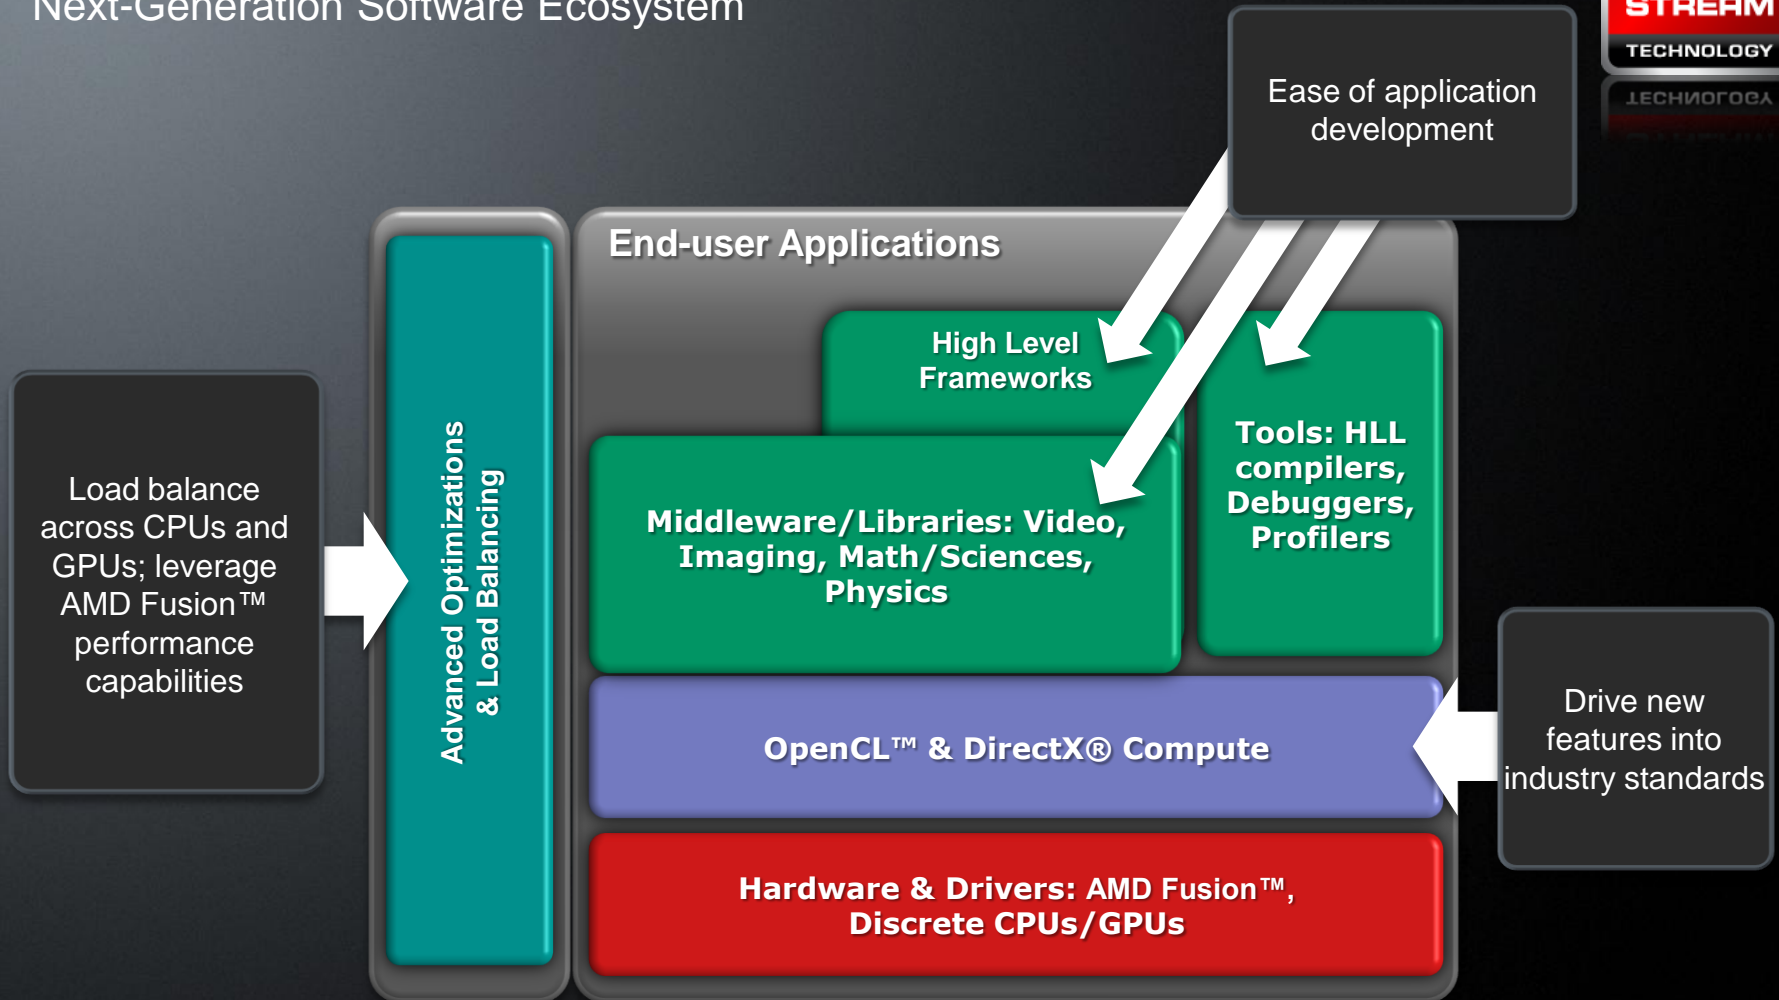 Next-Generation Software Ecosystem
STREAM
TECHNOLOGY
Ease of application
development
End-user Applications
High Level
Frameworks
Tools: HLL
compilers,
Debuggers,
Profilers
Middleware/Libraries: Video,
Imaging, Math/Sciences,
Physics
Advanced Optimizations
& Load Balancing
Load balance
across CPUs and
GPUs; leverage
AMD Fusion™
performance
capabilities
OpenCL™ & DirectX® Compute
Drive new
features into
industry standards
Hardware & Drivers: AMD Fusion™,
Discrete CPUs/GPUs